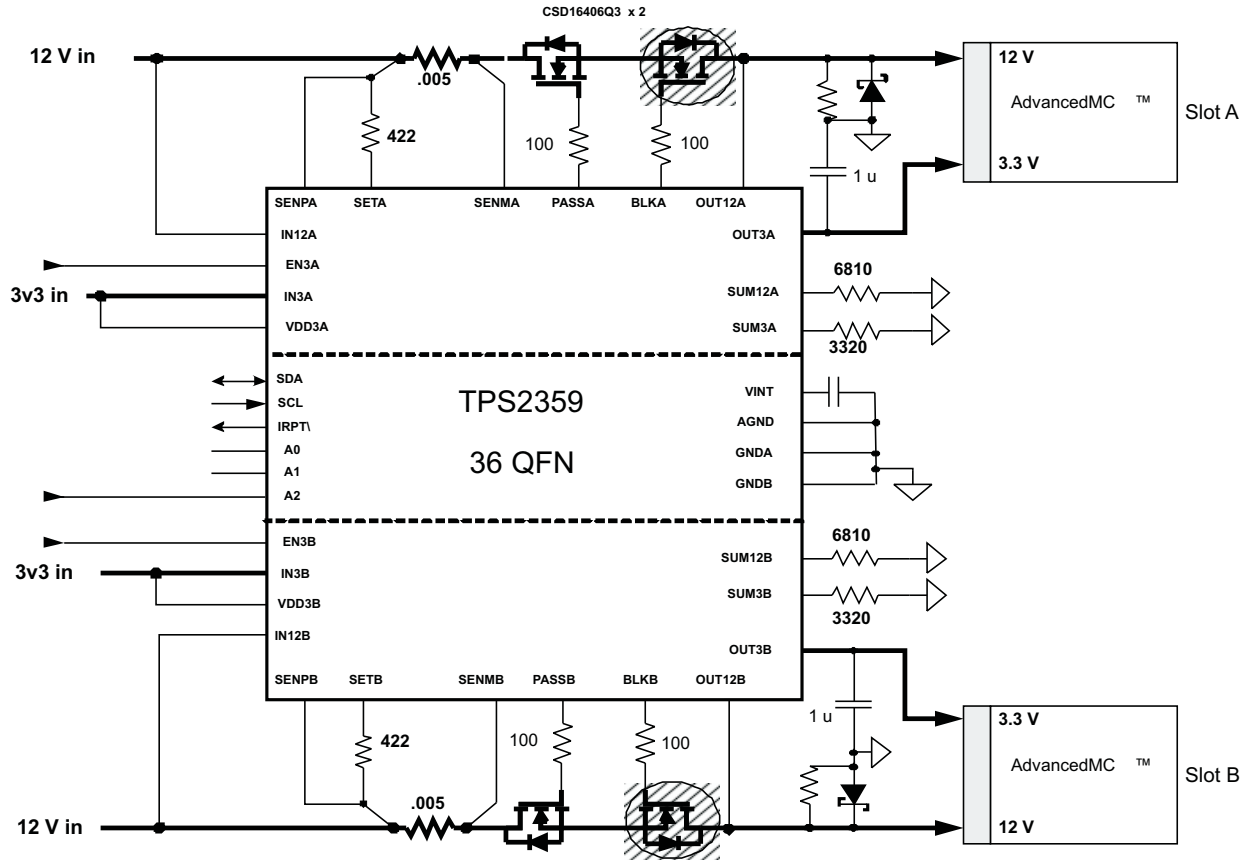 CSD16406Q3 x 2
12 V in
.005
422
100
100
1 u
12 V
AdvancedMC ™
3.3 V
Slot A
SENPA
SETA
SENMA
PASSA
BLKA
OUT12A
IN12A
OUT3A
EN3A
3v3 in
IN3A
VDD3A
SUM12A
6810
SUM3A
3320
SDA
SCL
IRPT\
A0
A1
A2
TPS2359
36 QFN
VINT
AGND
GNDA
GNDB
EN3B
3v3 in
IN3B
VDD3B
IN12B
SUM12B
6810
SUM3B
3320
OUT3B
SENPB
SETB
SENMB
PASSB
BLKB
OUT12B
422
100
100
1 u
3.3 V
AdvancedMC ™
12 V
Slot B
.005
12 V in